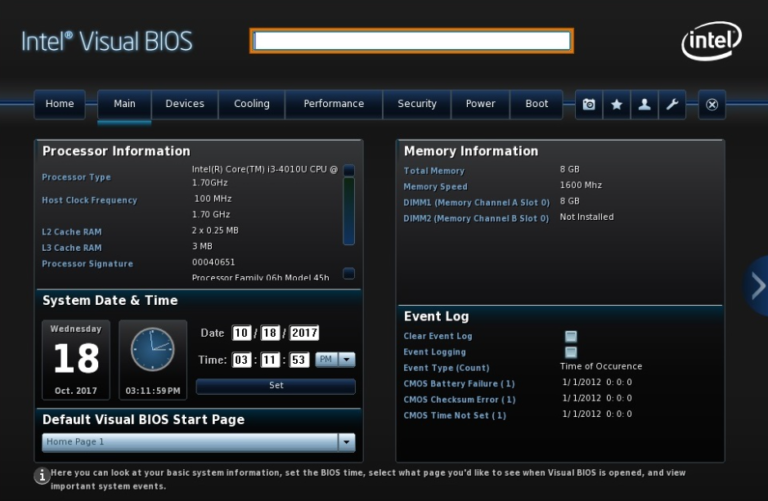 Intel® Visual BIOS
intel
Home
Main
Devices
Cooling
Performance
Security
Power
Boot
Processor Information
Processor Type
Intel(R) Core(TM) i3-4010U CPU @
1.70GHz
Host Clock Frequency
100 MHz
1.70 GHz
L2 Cache RAM
2 x 0.25 MB
L3 Cache RAM
3 MB
Processor Signature
00040651
Processor Family 06h Model 45h
System Date & Time
Wednesday
18
Oct. 2017
03:11:59PM
Date 10 / 18 / 2017
Time: 03 : 11 : 53 PM
Set
Default Visual BIOS Start Page
Home Page 1
Memory Information
Total Memory 8 GB
Memory Speed 1600 Mhz
DIMM1 (Memory Channel A Slot 0) 8 GB
DIMM2 (Memory Channel B Slot 0) Not Installed
Event Log
Clear Event Log
Event Logging
Event Type (Count) Time of Occurence
CMOS Battery Failure ( 1) 1/ 1/2012 0: 0: 0
CMOS Checksum Error ( 1) 1/ 1/2012 0: 0: 0
CMOS Time Not Set ( 1) 1/ 1/2012 0: 0: 0
Here you can look at your basic system information, set the BIOS time, select what page you'd like to see when Visual BIOS is opened, and view
important system events.